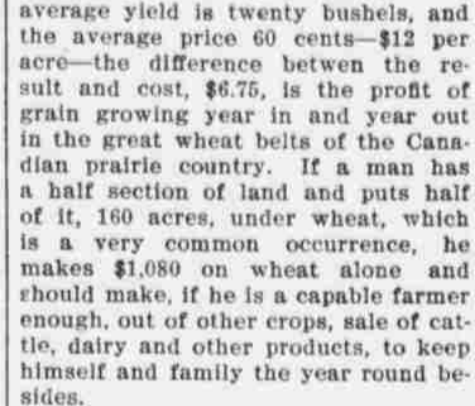 average yield is twenty bushels, and
the average price 60 cents—$12 per
acre—the difference betwen the re-
sult and cost, $6.75, is the profit of
grain growing year in and year out
in the great wheat belts of the Cana-
dian prairie country. If a man has
a half section of land and puts half
of it, 160 acres, under wheat, which
is a very common occurrence, he
makes $1,080 on wheat alone and
should make, if he is a capable farmer
enough, out of other crops, sale of cat-
tle, dairy and other products, to keep
himself and family the year round be-
sides.